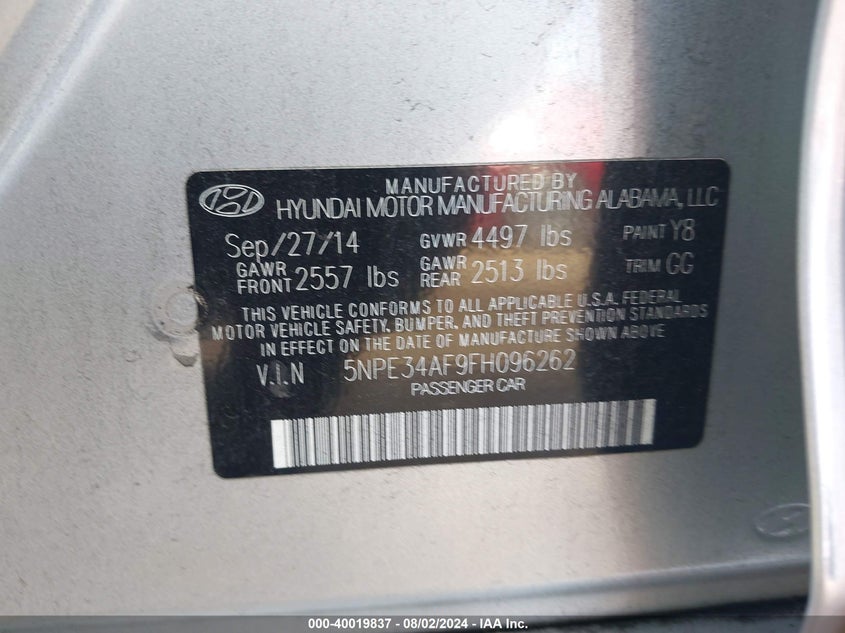 MANUFACTURED BY
HYUNDAI MOTOR MANUFACTURING ALABAMA, LLC
Sep/27/14 GVWR 4497 lbs PAINT Y8
GAWR FRONT 2557 lbs GAWR REAR 2513 lbs TRIM GG
THIS VEHICLE CONFORMS TO ALL APPLICABLE U.S.A. FEDERAL
MOTOR VEHICLE SAFETY, BUMPER, AND THEFT PREVENTION STANDARDS
IN EFFECT ON THE DATE OF MANUFACTURE SHOWN ABOVE
V.I.N 5NPE34AF9FH096262
PASSENGER CAR
000-40019837 - 08/02/2024 - IAA Inc.